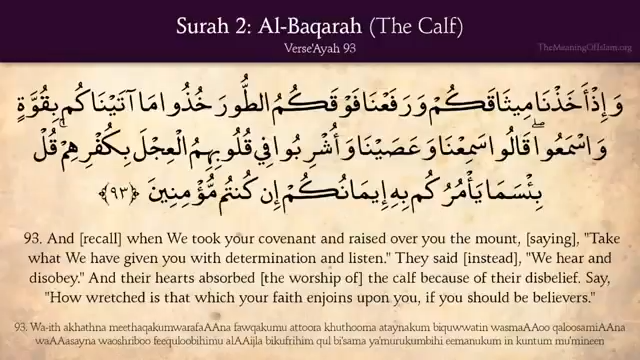 Surah 2: Al-Baqarah (The Calf)
Verse'Ayah 93
TheMeaningOfIslam.org
وَإِذْ أَخَذْنَا مِيثَاقَكُمْ وَرَفَعْنَا فَوْقَكُمُ الطُّورَ خُذُوا مَا آتَيْنَاكُم بِقُوَّةٍ
وَاسْمَعُوا ۖ قَالُوا سَمِعْنَا وَعَصَيْنَا وَأُشْرِبُوا فِي قُلُوبِهِمُ الْعِجْلَ بِكُفْرِهِمْ ۚ قُلْ
بِئْسَمَا يَأْمُرُكُم بِهِ إِيمَانُكُمْ إِن كُنتُم مُّؤْمِنِينَ ﴿٩٣﴾
93. And [recall] when We took your covenant and raised over you the mount, [saying], "Take
what We have given you with determination and listen." They said [instead], "We hear and
disobey." And their hearts absorbed [the worship of] the calf because of their disbelief. Say,
"How wretched is that which your faith enjoins upon you, if you should be believers."
93. Wa-ith akhathna meethaqakumwarafaAAna fawqakumu attoora khuthooma ataynakum biquwwatin wasmaAAoo qaloosamiAAna
waAAasayna waoshriboo feequloobihimu alAAijla bikufrihim qul bi'sama ya'murukumbihi eemanukum in kuntum mu'mineen